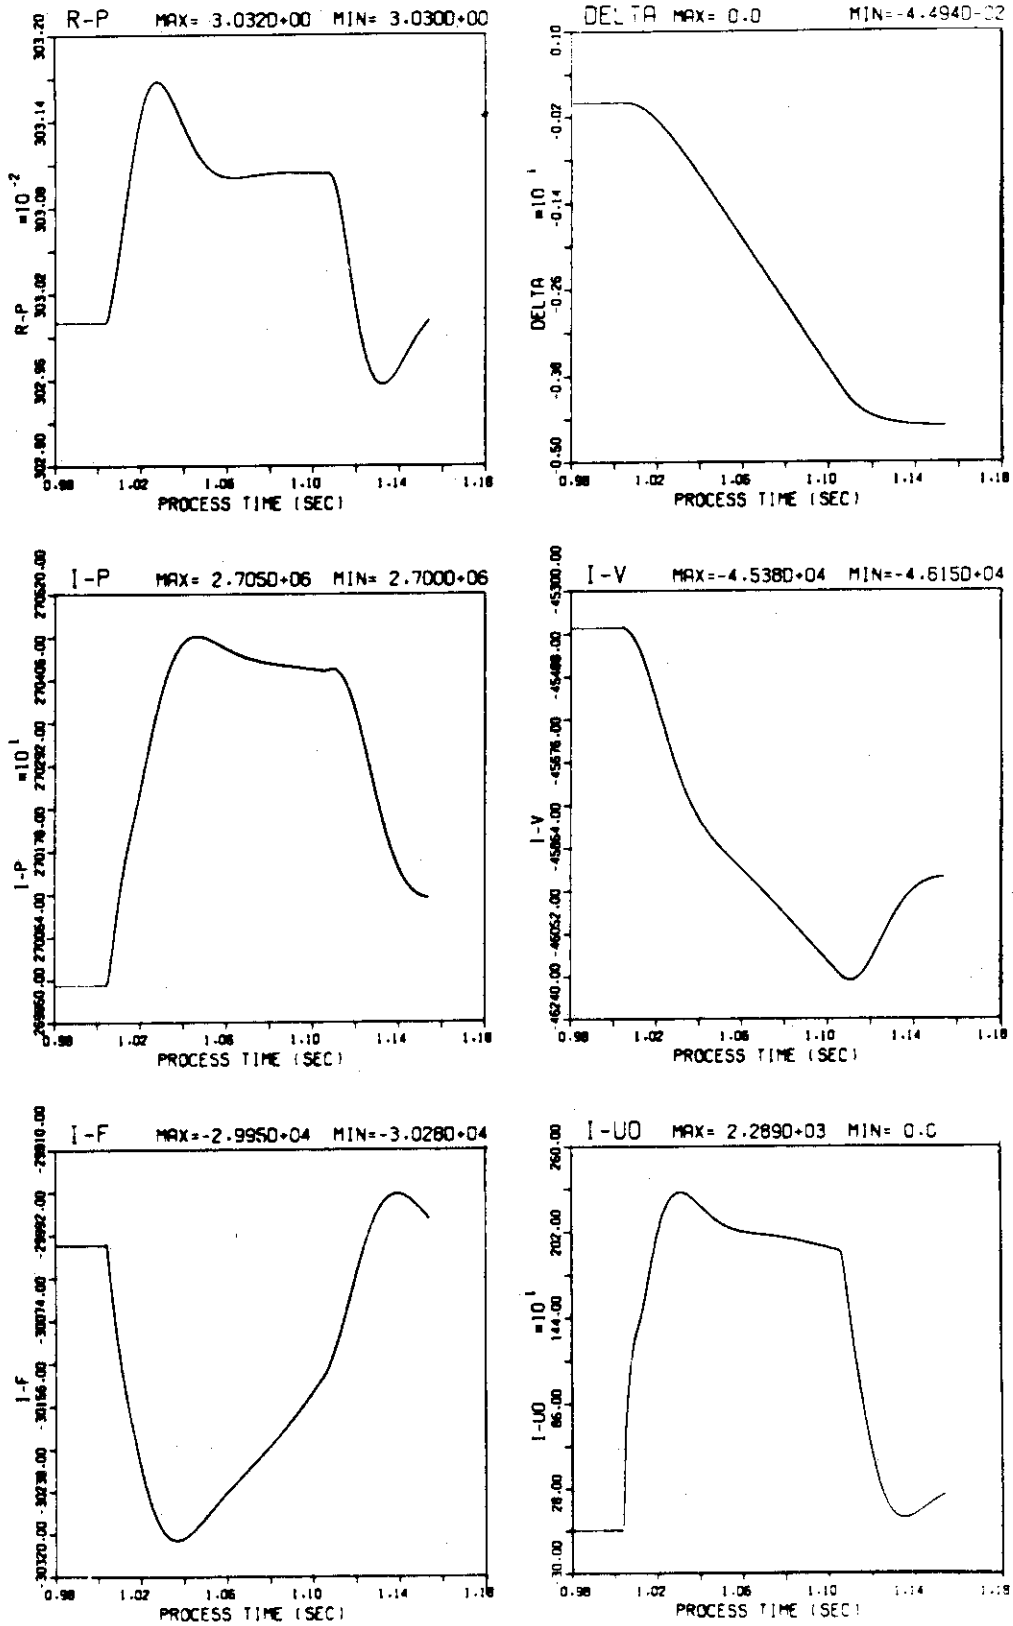 R-P MAX= 3.032D+00 MIN= 3.030D+00
303.20
303.14
303.08
303.02
302.96
302.90
R-P ×10⁻²
0.98 1.02 1.06 1.10 1.14 1.18
PROCESS TIME (SEC)
DELTA MAX= 0.0 MIN=-4.494D-02
0.10
-0.02
-0.14
-0.26
-0.38
-0.50
DELTA ×10⁻¹
0.98 1.02 1.06 1.10 1.14 1.18
PROCESS TIME (SEC)
I-P MAX= 2.705D+06 MIN= 2.700D+06
270520.00
270406.00
270292.00
270178.00
270064.00
269950.00
I-P ×10¹
0.98 1.02 1.06 1.10 1.14 1.18
PROCESS TIME (SEC)
I-V MAX=-4.538D+04 MIN=-4.615D+04
-45300.00
-45488.00
-45676.00
-45864.00
-46052.00
-46240.00
I-V
0.98 1.02 1.06 1.10 1.14 1.18
PROCESS TIME (SEC)
I-F MAX=-2.995D+04 MIN=-3.028D+04
-29910.00
-29992.00
-30074.00
-30156.00
-30238.00
-30320.00
I-F
0.98 1.02 1.06 1.10 1.14 1.18
PROCESS TIME (SEC)
I-UO MAX= 2.289D+03 MIN= 0.0
260.00
202.00
144.00
86.00
28.00
30.00
I-UO ×10¹
0.98 1.02 1.06 1.10 1.14 1.18
PROCESS TIME (SEC)